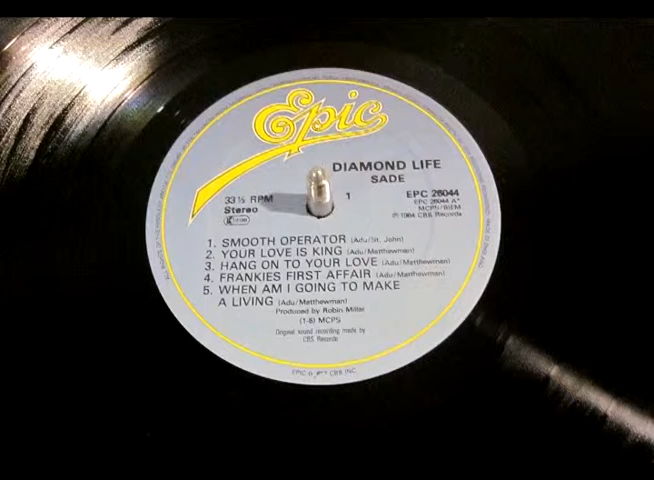 Epic
DIAMOND LIFE
SADE
33⅓ RPM
Stereo
1
EPC 26044
EPC 26044 A
MCPS/BIEM
℗ 1984 CBS Records
1. SMOOTH OPERATOR (Adu/St. John)
2. YOUR LOVE IS KING (Adu/Matthewman)
3. HANG ON TO YOUR LOVE (Adu/Matthewman)
4. FRANKIES FIRST AFFAIR (Adu/Matthewman)
5. WHEN AM I GOING TO MAKE
A LIVING (Adu/Matthewman)
Produced by Robin Millar
MCPS
Original sound recording made by
CBS Records
CBS INC.